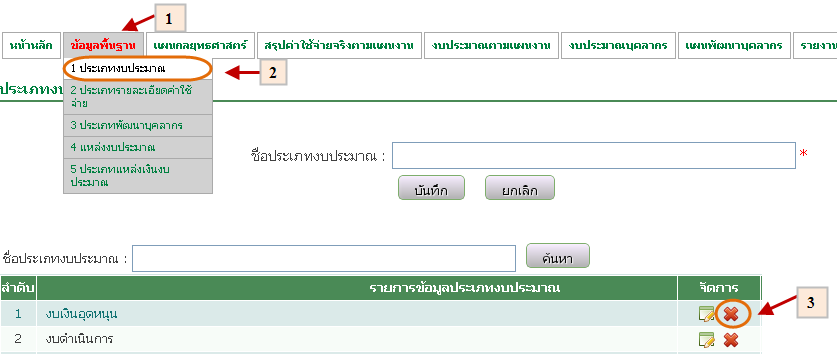 1
หน้าหลัก ข้อมูลพื้นฐาน แผนกลยุทธศาสตร์ สรุปค่าใช้จ่ายจริงตามแผนงาน งบประมาณตามแผนงาน งบประมาณบุคลากร แผนพัฒนาบุคลากร รายงาน
1 ประเภทงบประมาณ
2
ประเภทงบ
2 ประเภทรายละเอียดค่าใช้
จ่าย
3 ประเภทพัฒนาบุคลากร
4 แหล่งงบประมาณ
5 ประเภทแหล่งเงินงบ
ประมาณ
ชื่อประเภทงบประมาณ : *
บันทึก ยกเลิก
ชื่อประเภทงบประมาณ : ค้นหา
ลำดับ รายการข้อมูลประเภทงบประมาณ จัดการ
3
1 งบเงินอุดหนุน
2 งบดำเนินการ